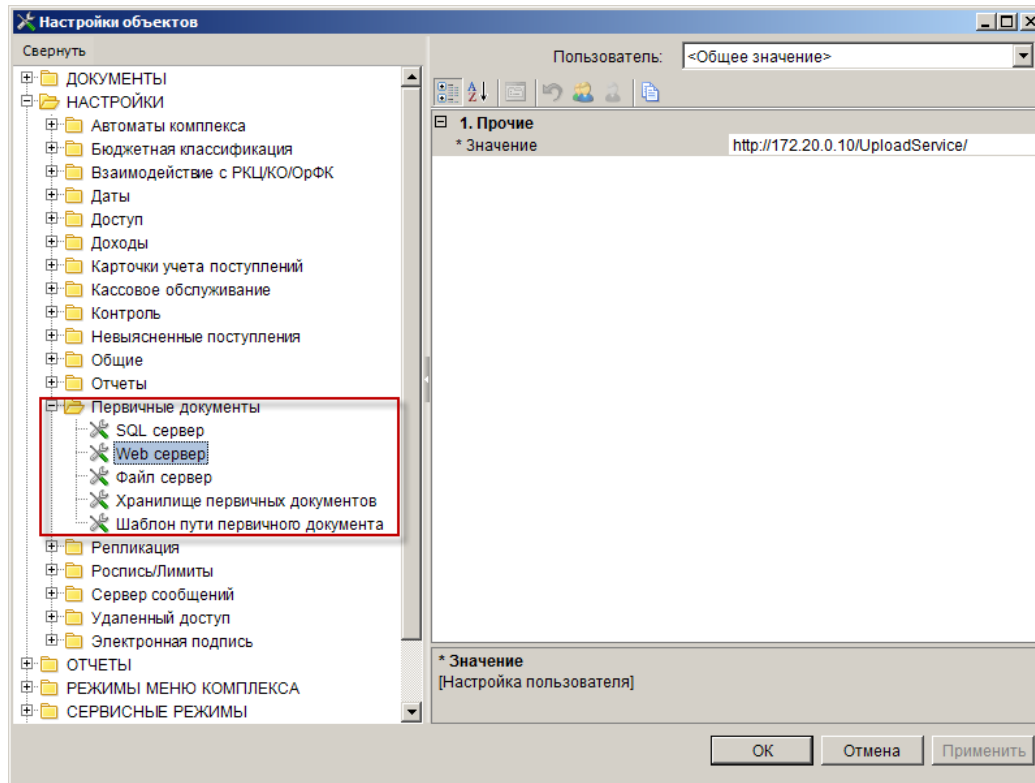 Настройки объектов
Свернуть
ДОКУМЕНТЫ
НАСТРОЙКИ
Автоматы комплекса
Бюджетная классификация
Взаимодействие с РКЦ/КО/ОрФК
Даты
Доступ
Доходы
Карточки учета поступлений
Кассовое обслуживание
Контроль
Невыясненные поступления
Общие
Отчеты
Первичные документы
SQL сервер
Web сервер
Файл сервер
Хранилище первичных документов
Шаблон пути первичного документа
Репликация
Роспись/Лимиты
Сервер сообщений
Удаленный доступ
Электронная подпись
ОТЧЕТЫ
РЕЖИМЫ МЕНЮ КОМПЛЕКСА
СЕРВИСНЫЕ РЕЖИМЫ
Пользователь: <Общее значение>
1. Прочие
* Значение http://172.20.0.10/UploadService/
* Значение
[Настройка пользователя]
ОК Отмена Применить